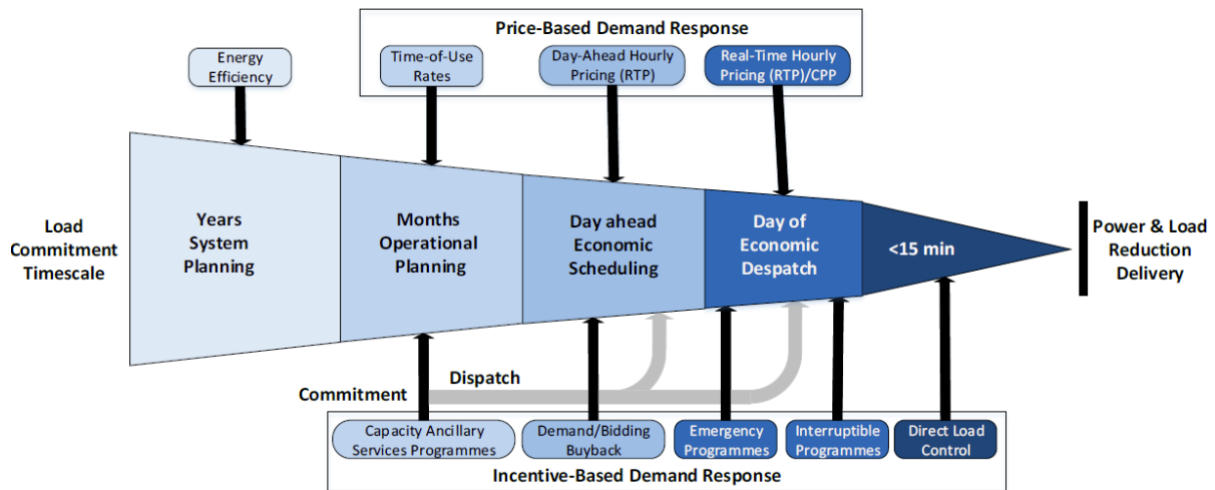 Price-Based Demand Response
Energy
Efficiency
Time-of-Use
Rates
Day-Ahead Hourly
Pricing (RTP)
Real-Time Hourly
Pricing (RTP)/CPP
Load
Commitment
Timescale
Years
System
Planning
Months
Operational
Planning
Day ahead
Economic
Scheduling
Day of
Economic
Despatch
<15 min
Power & Load
Reduction
Delivery
Commitment
Dispatch
Capacity Ancillary
Services Programmes
Demand/Bidding
Buyback
Emergency
Programmes
Interruptible
Programmes
Direct Load
Control
Incentive-Based Demand Response